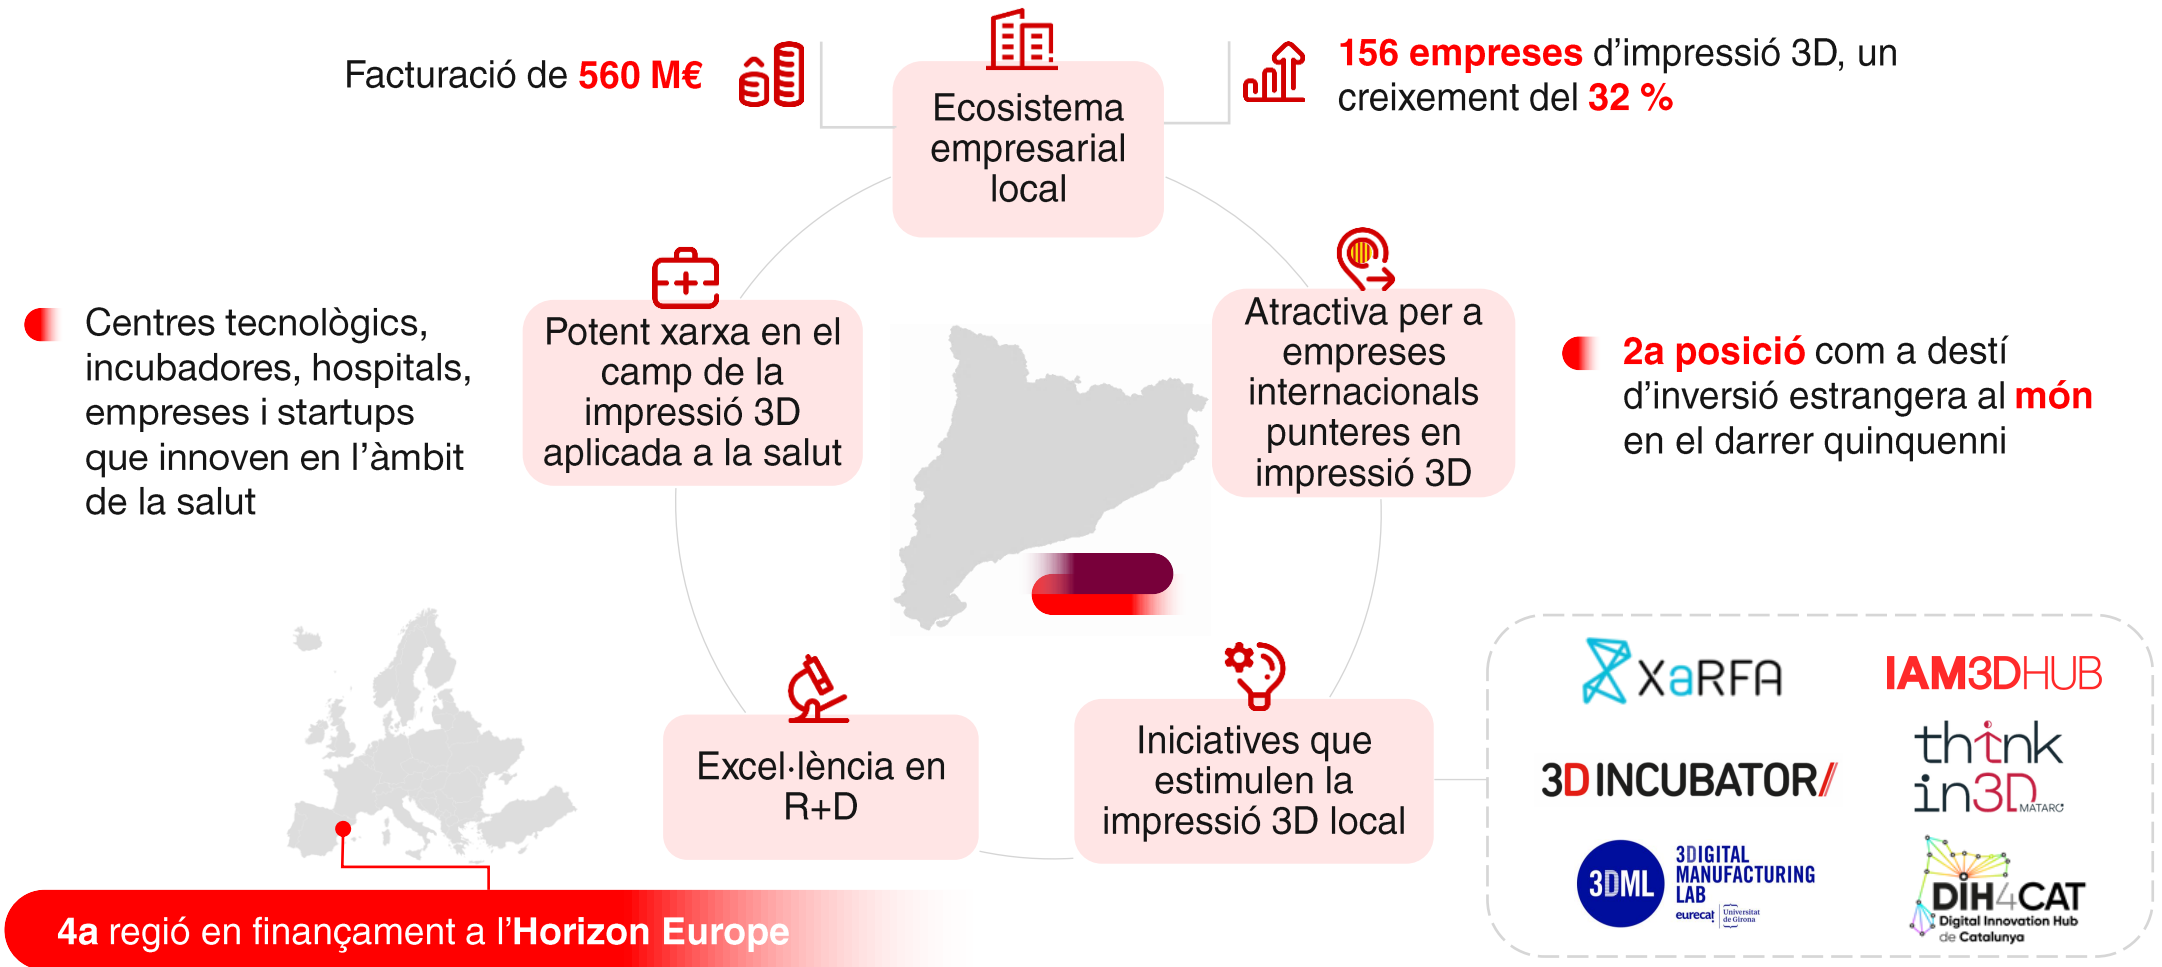 Facturació de 560 M€
156 empreses d’impressió 3D, un
creixement del 32 %
Ecosistema
empresarial
local
Centres tecnològics,
incubadores, hospitals,
empreses i startups
que innoven en l’àmbit
de la salut
Potent xarxa en el
camp de la
impressió 3D
aplicada a la salut
Atractiva per a
empreses
internacionals
punteres en
impressió 3D
2a posició com a destí
d’inversió estrangera al món
en el darrer quinquenni
Excel·lència en
R+D
Iniciatives que
estimulen la
impressió 3D local
XaRFA
IAM3DHUB
3DINCUBATOR/
think
in3D
MATARÓ
3DML
3DIGITAL
MANUFACTURING
LAB
eurecat
Universitat
de Girona
DIH4CAT
Digital Innovation Hub
de Catalunya
4a regió en finançament a l’Horizon Europe